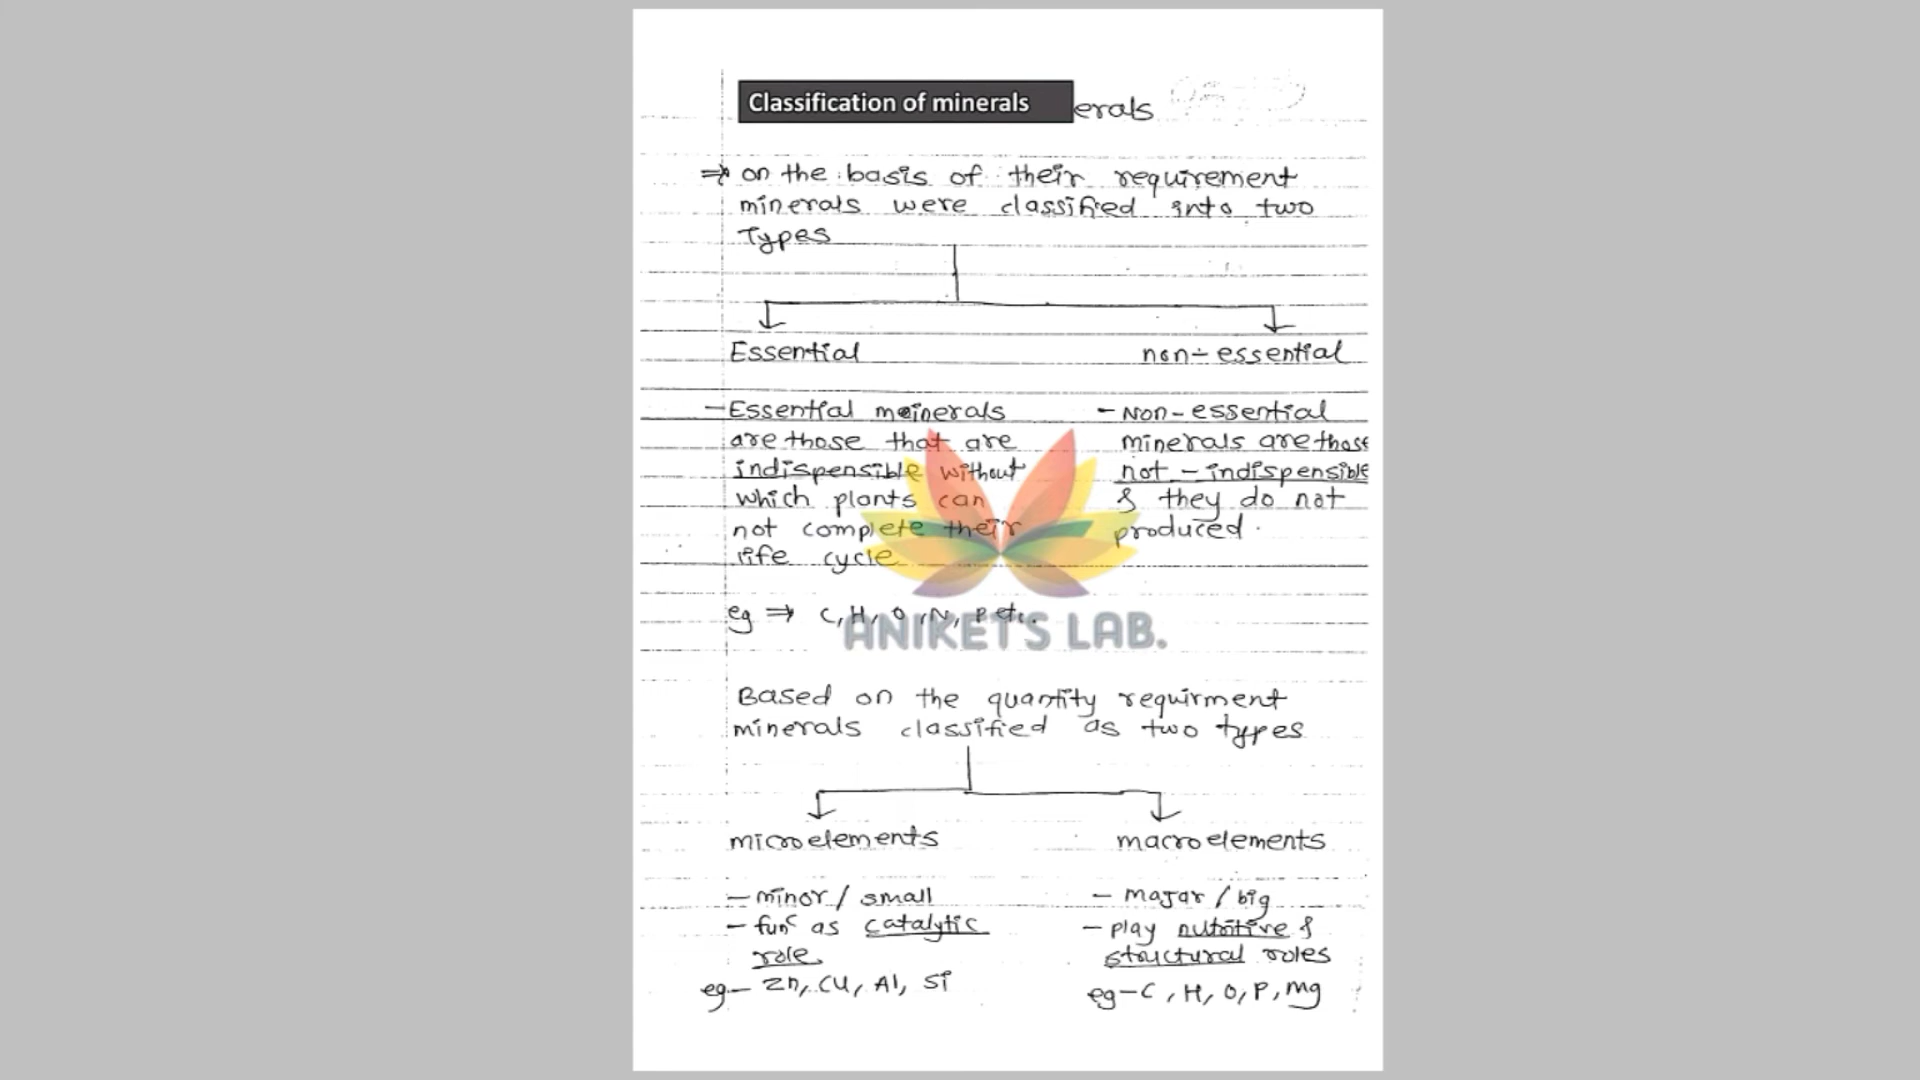 Classification of minerals erals
⇒ on the basis of their requirement
minerals were classified into two
Types
Essential non-essential
- Essential meinerals - Non-essential
are those that are minerals are those
indispensible without not - indispensible
which plants can & they do not
not complete their produced.
life cycle
eg ⇒ C, H, O, N, P etc.
ANIKET'S LAB.
Based on the quantity requirment
minerals classified as two types
microelements macroelements
- minor / small - major / big
- func as catalytic - play nutritive &
role structural roles
eg- Zn, Cu, Al, Si eg- C, H, O, P, Mg